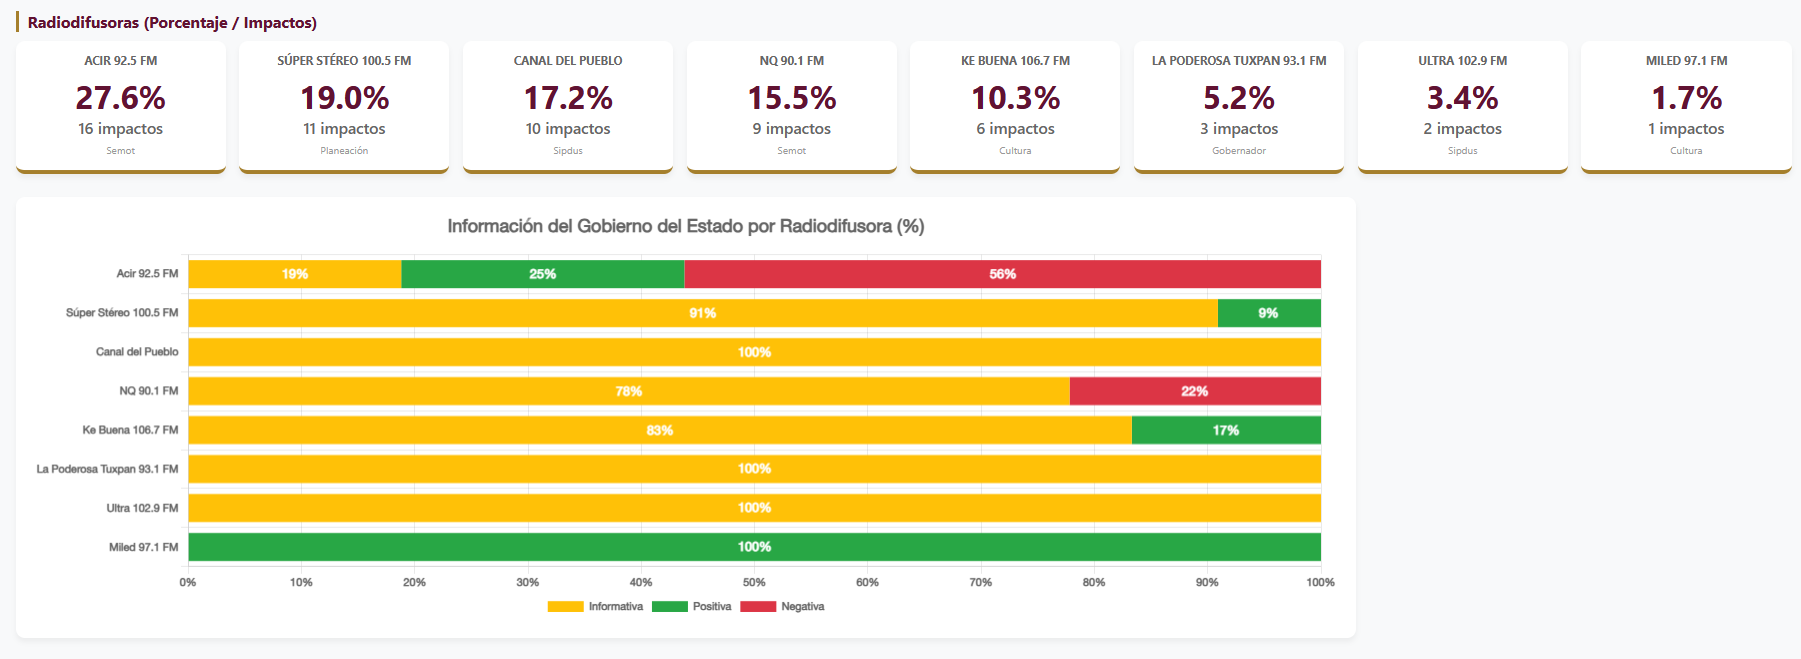 Radiodifusoras (Porcentaje / Impactos)
ACIR 92.5 FM
27.6%
16 impactos
Semot
SÚPER STÉREO 100.5 FM
19.0%
11 impactos
Planeación
CANAL DEL PUEBLO
17.2%
10 impactos
Sipdus
NQ 90.1 FM
15.5%
9 impactos
Semot
KE BUENA 106.7 FM
10.3%
6 impactos
Cultura
LA PODEROSA TUXPAN 93.1 FM
5.2%
3 impactos
Gobernador
ULTRA 102.9 FM
3.4%
2 impactos
Sipdus
MILED 97.1 FM
1.7%
1 impactos
Cultura
Información del Gobierno del Estado por Radiodifusora (%)
Acir 92.5 FM 19% 25% 56%
Súper Stéreo 100.5 FM 91% 9%
Canal del Pueblo 100%
NQ 90.1 FM 78% 22%
Ke Buena 106.7 FM 83% 17%
La Poderosa Tuxpan 93.1 FM 100%
Ultra 102.9 FM 100%
Miled 97.1 FM 100%
0% 10% 20% 30% 40% 50% 60% 70% 80% 90% 100%
Informativa Positiva Negativa